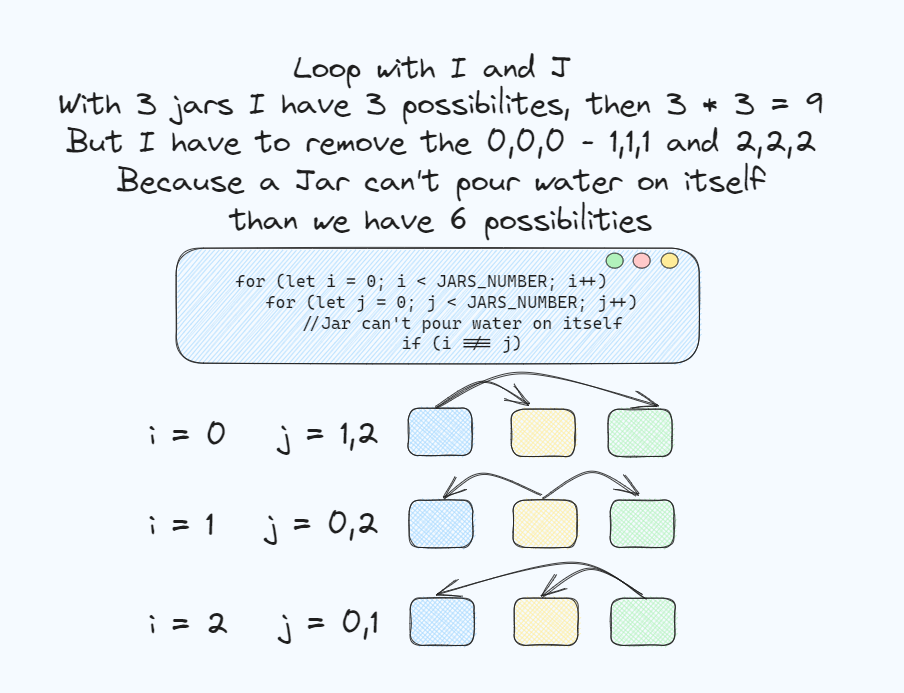 Loop with I and J
With 3 jars I have 3 possibilites, then 3 * 3 = 9
But I have to remove the 0,0,0 - 1,1,1 and 2,2,2
Because a Jar can't pour water on itself
than we have 6 possibilities
for (let i = 0; i < JARS_NUMBER; i++)
for (let j = 0; j < JARS_NUMBER; j++)
//Jar can't pour water on itself
if (i !== j)
i = 0 j = 1,2
i = 1 j = 0,2
i = 2 j = 0,1